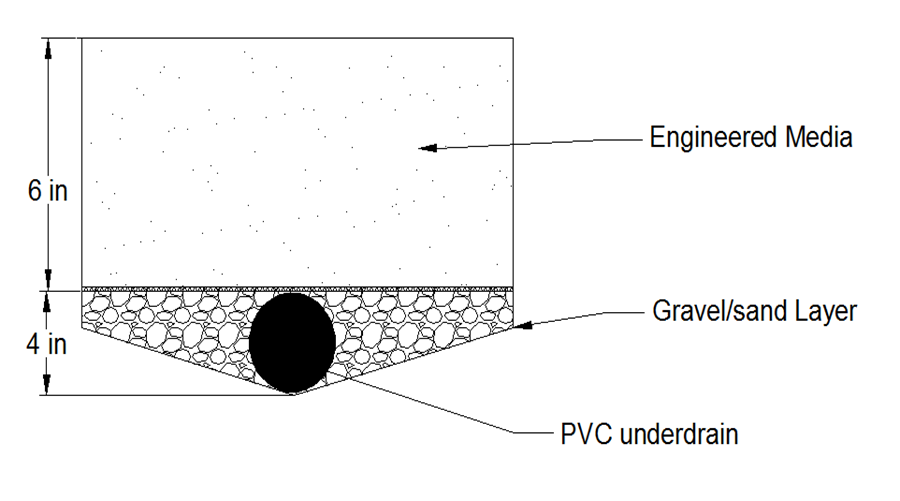 Engineered Media
6 in
Gravel/sand Layer
4 in
PVC underdrain